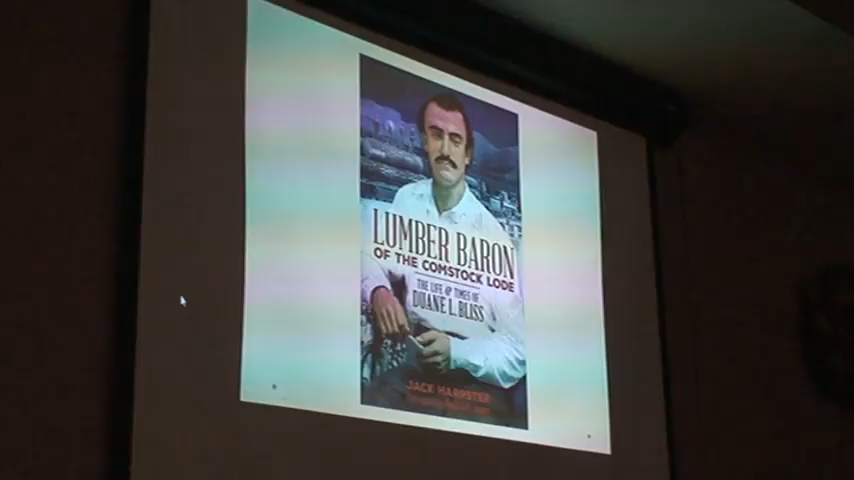 LUMBER BARON
OF THE COMSTOCK LODE
THE LIFE & TIMES OF
DUANE L. BLISS
JACK HARPSTER